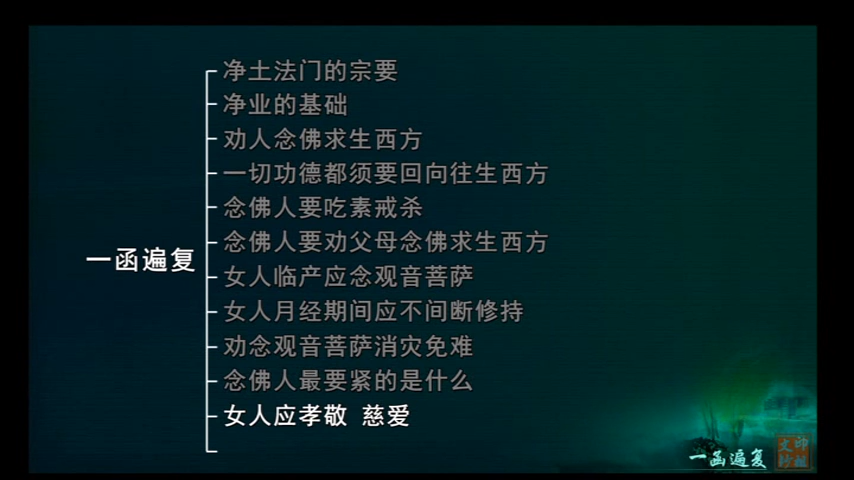 净土法门的宗要
净业的基础
劝人念佛求生西方
一切功德都须要回向往生西方
念佛人要吃素戒杀
念佛人要劝父母念佛求生西方
一函遍复
女人临产应念观音菩萨
女人月经期间应不间断修持
劝念观音菩萨消灾免难
念佛人最要紧的是什么
女人应孝敬 慈爱
一函遍复